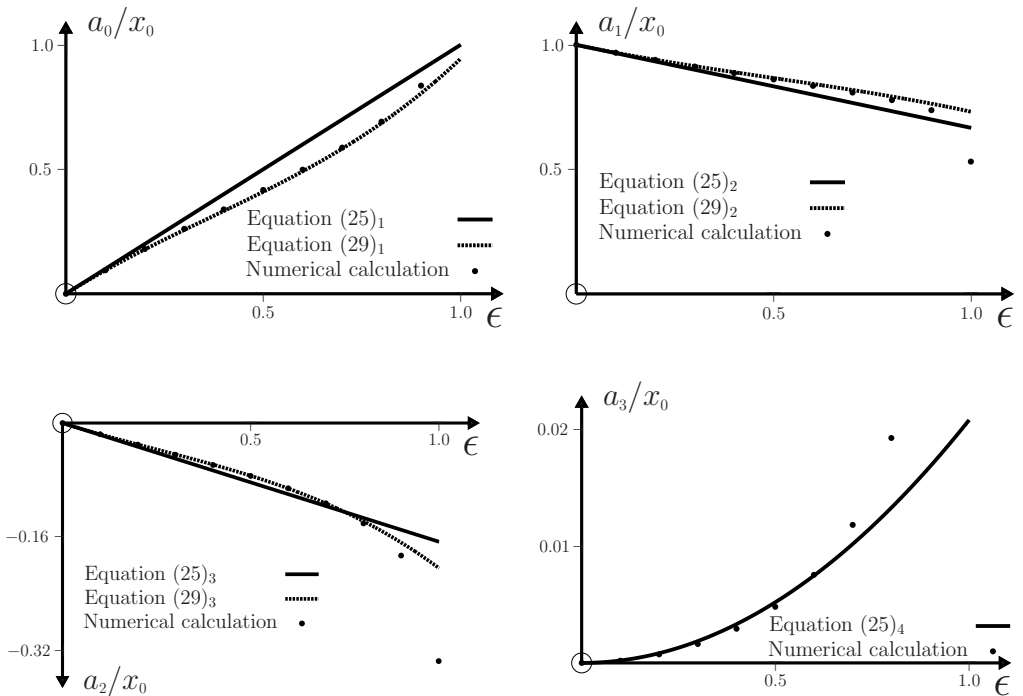 a₀/x₀
1.0
0.5
Equation (25)₁
Equation (29)₁
Numerical calculation
0.5
1.0
ϵ
a₁/x₀
1.0
0.5
Equation (25)₂
Equation (29)₂
Numerical calculation
0.5
1.0
ϵ
0.5
1.0
ϵ
−0.16
Equation (25)₃
Equation (29)₃
Numerical calculation
-0.32
a₂/x₀
a₃/x₀
0.02
0.01
Equation (25)₄
Numerical calculation
0.5
1.0
ϵ